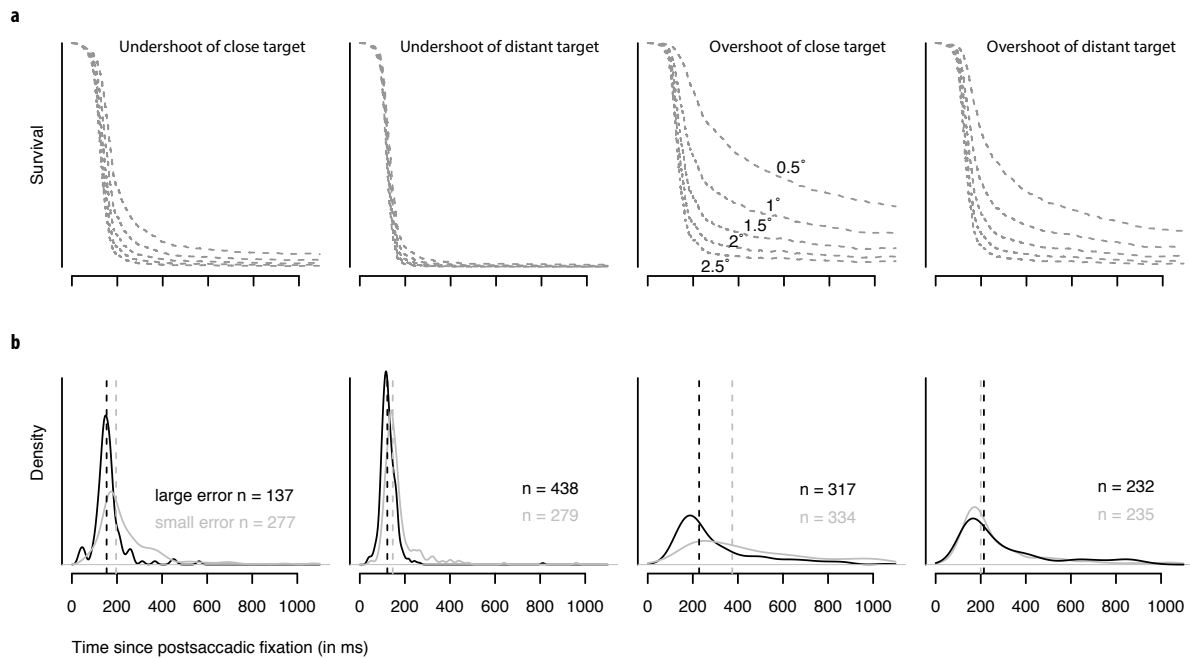 a
Undershoot of close target
Undershoot of distant target
Overshoot of close target
Overshoot of distant target
Survival
0.5°
1°
1.5°
2°
2.5°
b
Density
large error n = 137
small error n = 277
n = 438
n = 279
n = 317
n = 334
n = 232
n = 235
0 200 400 600 800 1000
0 200 400 600 800 1000
0 200 400 600 800 1000
0 200 400 600 800 1000
Time since postsaccadic fixation (in ms)